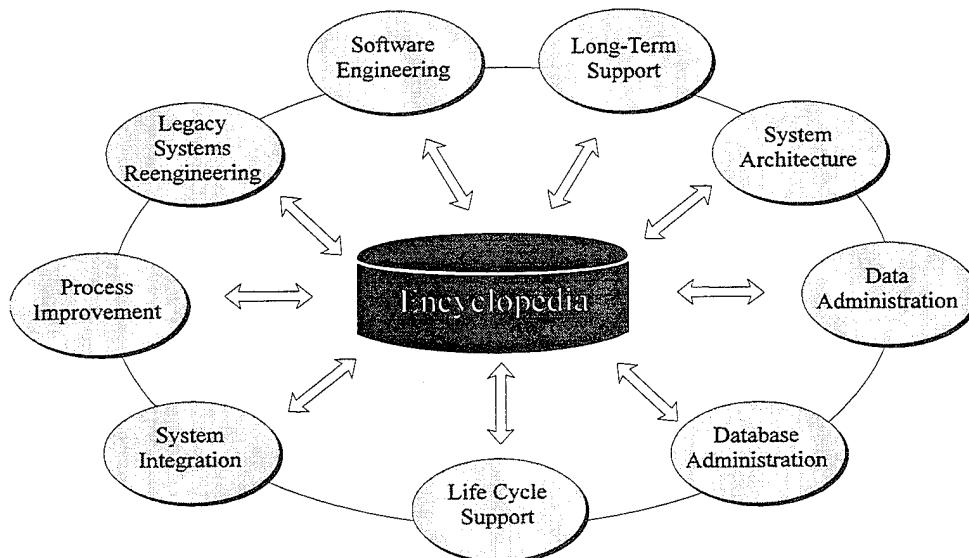 Software
Engineering
Long-Term
Support
Legacy
Systems
Reengineering
System
Architecture
Process
Improvement
Encyclopedia
Data
Administration
System
Integration
Database
Administration
Life Cycle
Support